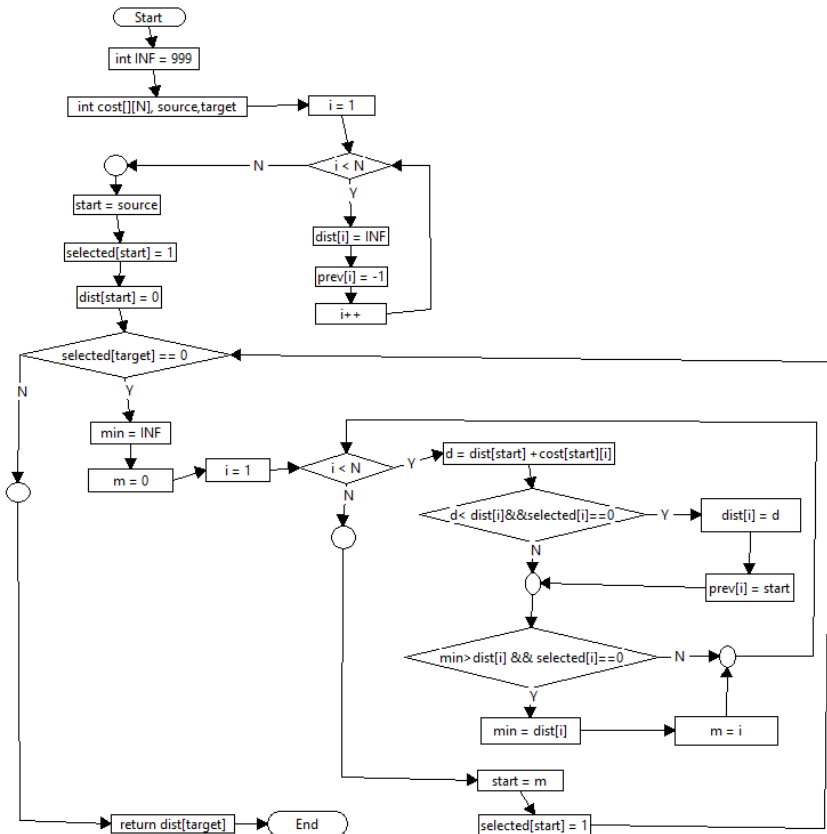 Start
int INF = 999
int cost[][N], source,target
i = 1
i < N
N
Y
start = source
dist[i] = INF
selected[start] = 1
prev[i] = -1
dist[start] = 0
i++
selected[target] == 0
N
Y
min = INF
m = 0
i = 1
i < N
Y
N
d = dist[start] +cost[start][i]
d< dist[i]&&selected[i]==0
Y
N
dist[i] = d
prev[i] = start
min>dist[i] && selected[i]==0
N
Y
min = dist[i]
m = i
start = m
selected[start] = 1
return dist[target]
End